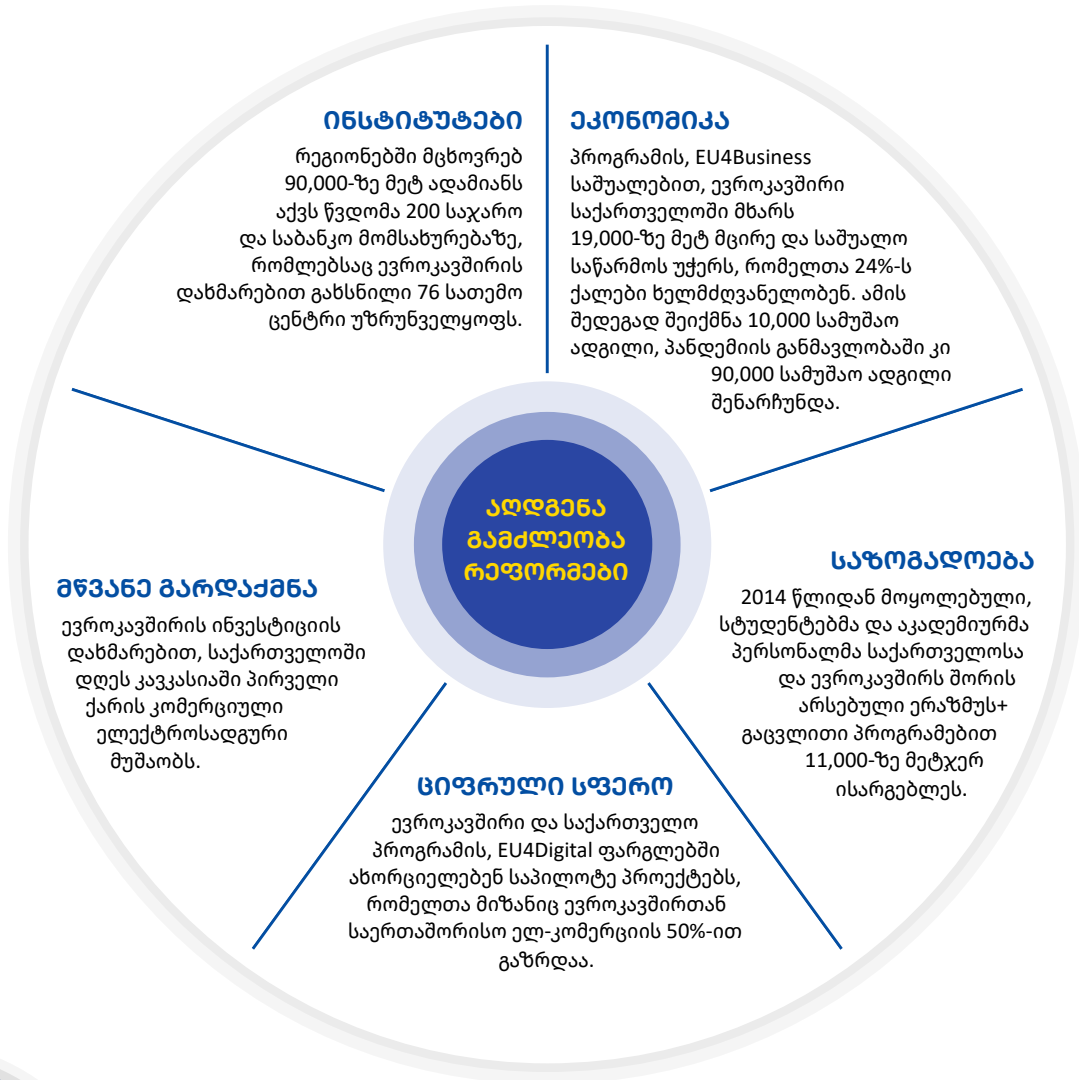 ინსტიტუტები
რეგიონებში მცხოვრებ
90,000-ზე მეტ ადამიანს
აქვს წვდომა 200 საჯარო
და საბანკო მომსახურებაზე,
რომლებსაც ევროკავშირის
დახმარებით გახსნილი 76 სათემო
ცენტრი უზრუნველყოფს.
ეკონომიკა
პროგრამის, EU4Business
საშუალებით, ევროკავშირი
საქართველოში მხარს
19,000-ზე მეტ მცირე და საშუალო
საწარმოს უჭერს, რომელთა 24%-ს
ქალები ხელმძღვანელობენ. ამის
შედეგად შეიქმნა 10,000 სამუშაო
ადგილი, პანდემიის განმავლობაში კი
90,000 სამუშაო ადგილი
შენარჩუნდა.
აღდგენა
გამძლეობა
რეფორმები
საზოგადოება
2014 წლიდან მოყოლებული,
სტუდენტებმა და აკადემიურმა
პერსონალმა საქართველოსა
და ევროკავშირს შორის
არსებული ერაზმუს+
გაცვლითი პროგრამებით
11,000-ზე მეტჯერ
ისარგებლეს.
მწვანე გარდაქმნა
ევროკავშირის ინვესტიციის
დახმარებით, საქართველოში
დღეს კავკასიაში პირველი
ქარის კომერციული
ელექტროსადგური
მუშაობს.
ციფრული სფერო
ევროკავშირი და საქართველო
პროგრამის, EU4Digital ფარგლებში
ახორციელებენ საპილოტე პროექტებს,
რომელთა მიზანიც ევროკავშირთან
საერთაშორისო ელ-კომერციის 50%-ით
გაზრდაა.